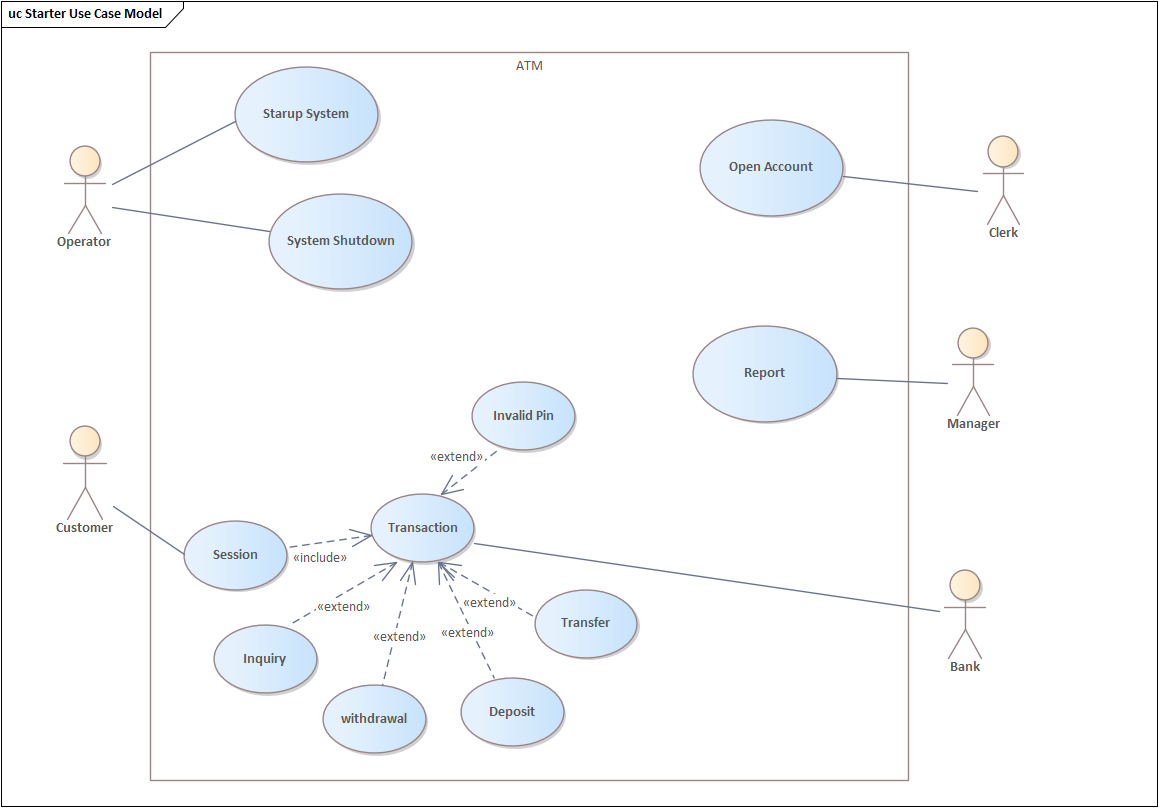 uc Starter Use Case Model
ATM
Starup System
Open Account
Operator
Clerk
System Shutdown
Report
Invalid Pin
Manager
«extend»
Customer
Transaction
Session
«include»
Bank
«extend»
«extend»
Transfer
«extend»
«extend»
Inquiry
withdrawal
Deposit